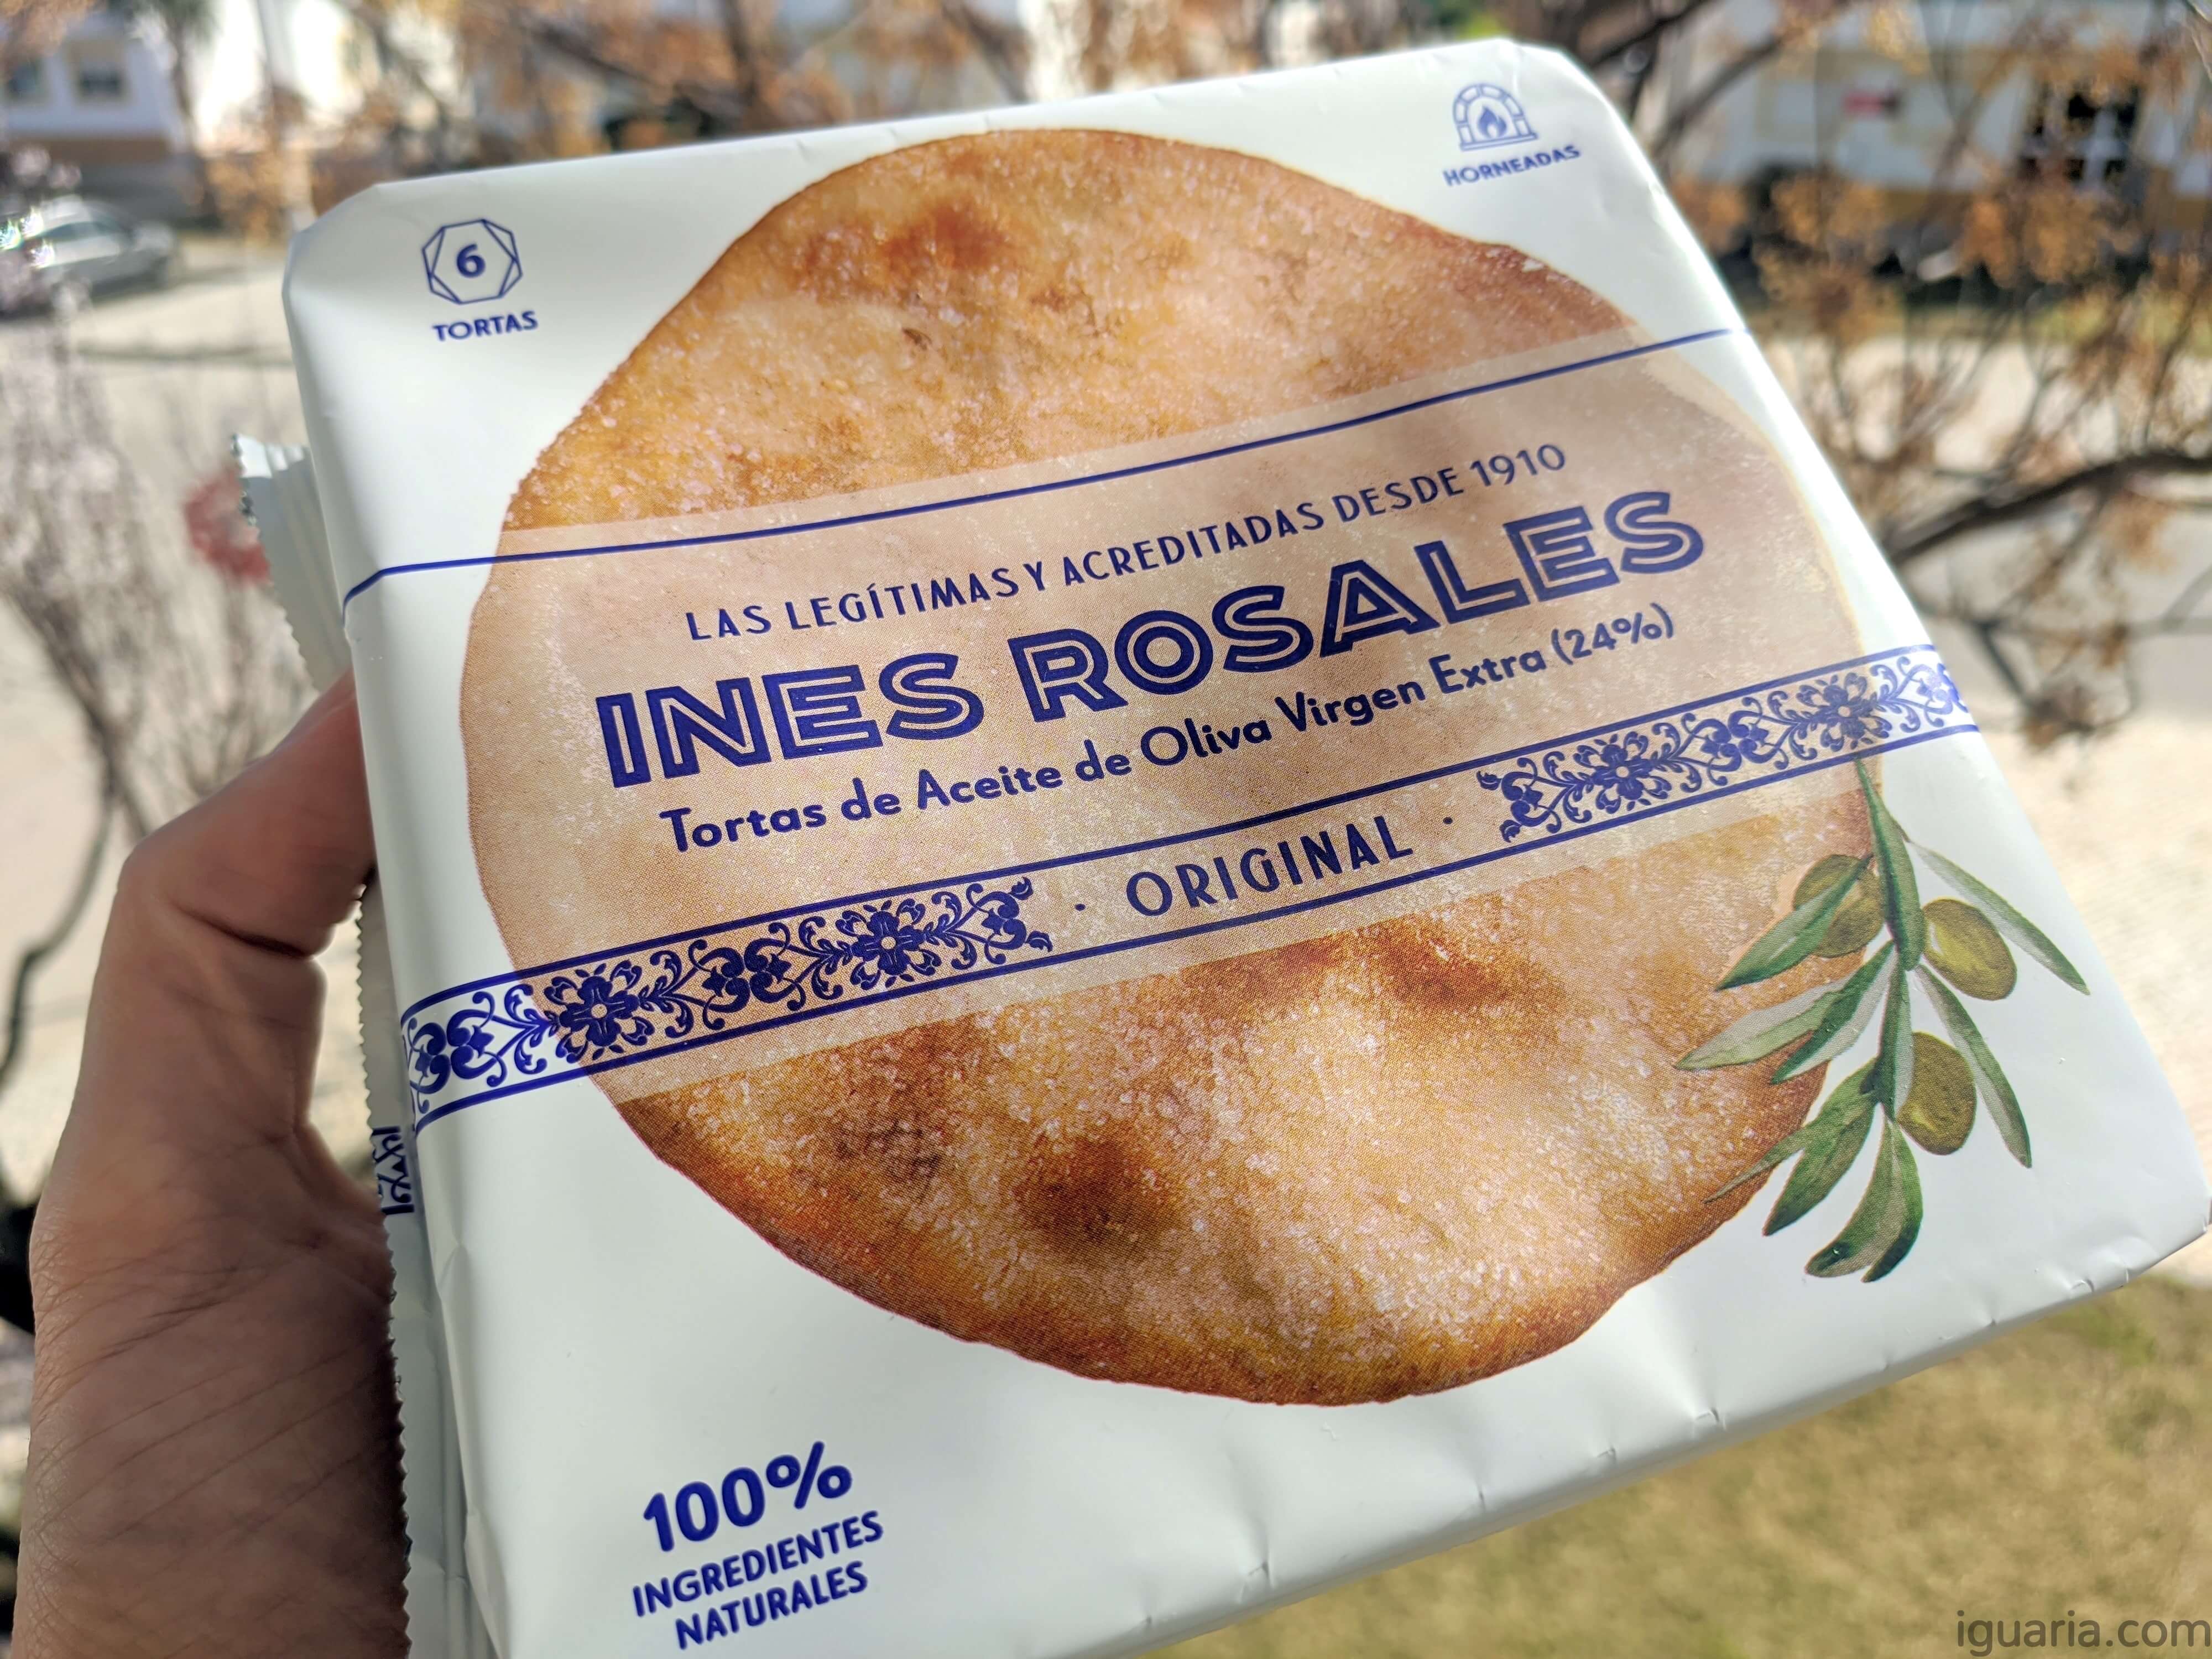 6
TORTAS
HORNEADAS
LAS LEGÍTIMAS Y ACREDITADAS DESDE 1910
INES ROSALES
Tortas de Aceite de Oliva Virgen Extra (24%)
· ORIGINAL ·
100%
INGREDIENTES
NATURALES
iguaria.com